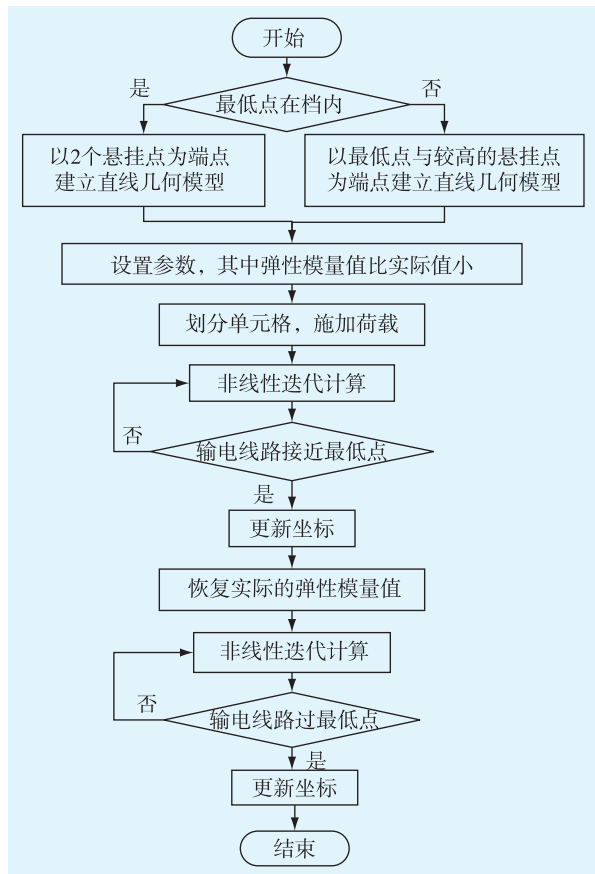 开始
是
否
最低点在档内
以2个悬挂点为端点
建立直线几何模型
以最低点与较高的悬挂点
为端点建立直线几何模型
设置参数，其中弹性模量值比实际值小
划分单元格，施加荷载
非线性迭代计算
否
输电线路接近最低点
是
更新坐标
恢复实际的弹性模量值
非线性迭代计算
否
输电线路过最低点
是
更新坐标
结束